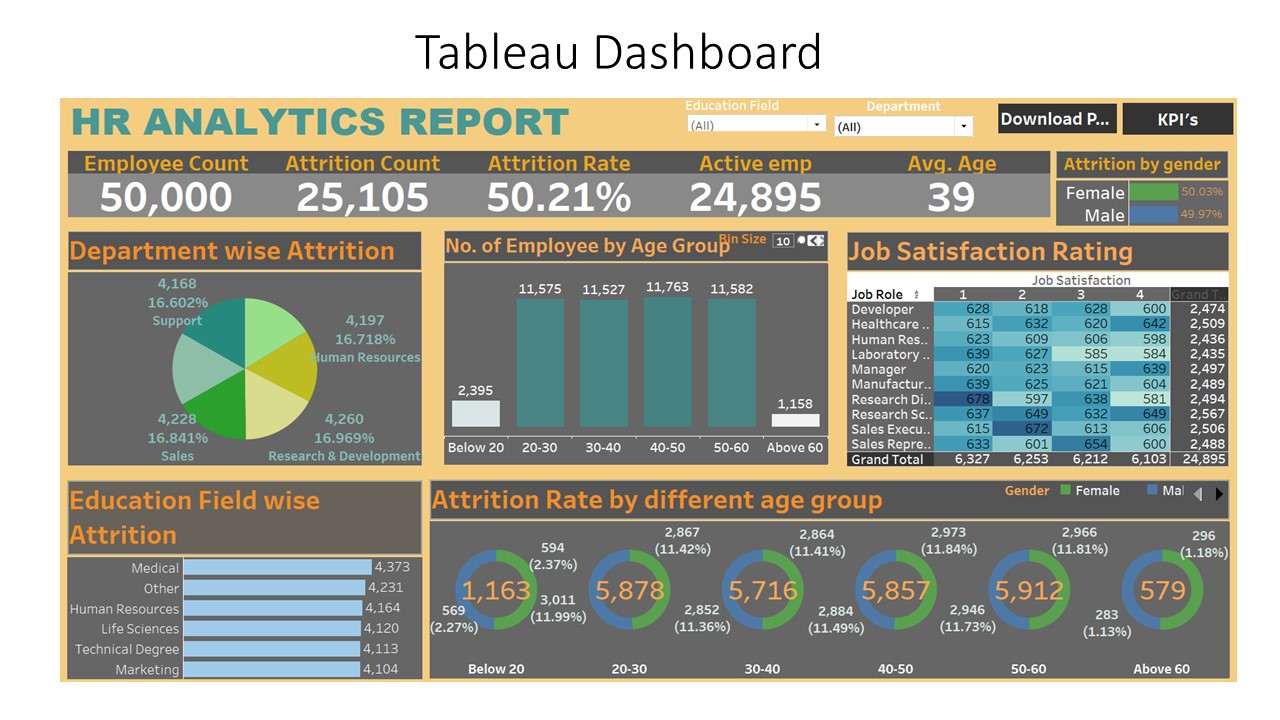 Tableau Dashboard
HR ANALYTICS REPORT
Education Field
(All)
Department
(All)
Download P...
KPI's
Employee Count
50,000
Attrition Count
25,105
Attrition Rate
50.21%
Active emp
24,895
Avg. Age
39
Attrition by gender
Female 50.03%
Male 49.97%
Department wise Attrition
4,168
16.602%
Support
4,197
16.718%
Human Resources
4,228
16.841%
Sales
4,260
16.969%
Research & Development
No. of Employee by Age Group
Bin Size 10
2,395 11,575 11,527 11,763 11,582 1,158
Below 20 20-30 30-40 40-50 50-60 Above 60
Job Satisfaction Rating
Job Satisfaction
Job Role 1 2 3 4 Grand T..
Developer 628 618 628 600 2,474
Healthcare .. 615 632 620 642 2,509
Human Res.. 623 609 606 598 2,436
Laboratory .. 639 627 585 584 2,435
Manager 620 623 615 639 2,497
Manufactur.. 639 625 621 604 2,489
Research Di.. 678 597 638 581 2,494
Research Sc.. 637 649 632 649 2,567
Sales Execu.. 615 672 613 606 2,506
Sales Repre.. 633 601 654 600 2,488
Grand Total 6,327 6,253 6,212 6,103 24,895
Education Field wise
Attrition
Medical 4,373
Other 4,231
Human Resources 4,164
Life Sciences 4,120
Technical Degree 4,113
Marketing 4,104
Attrition Rate by different age group
Gender Female Mal
594
(2.37%)
1,163
569
(2.27%)
Below 20
2,867
(11.42%)
5,878
3,011
(11.99%)
20-30
2,864
(11.41%)
5,716
2,852
(11.36%)
30-40
2,973
(11.84%)
5,857
2,884
(11.49%)
40-50
2,966
(11.81%)
5,912
2,946
(11.73%)
50-60
296
(1.18%)
579
283
(1.13%)
Above 60